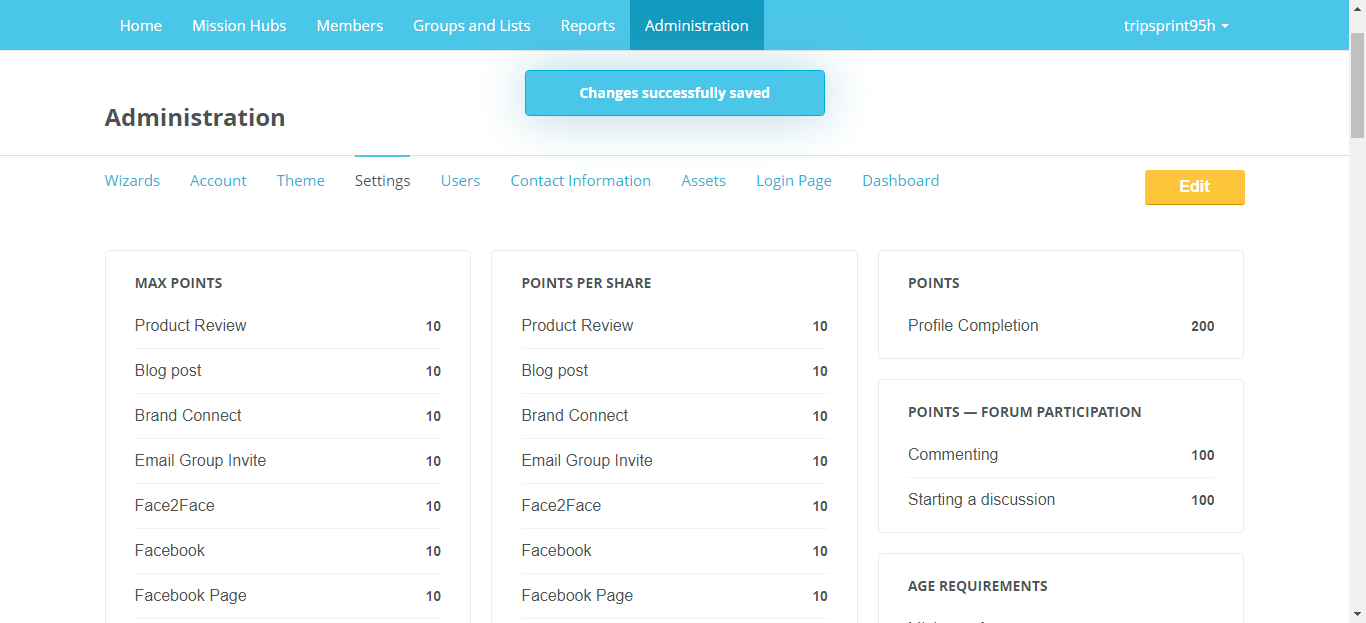 Home Mission Hubs Members Groups and Lists Reports Administration tripsprint95h
Changes successfully saved
Administration
Wizards Account Theme Settings Users Contact Information Assets Login Page Dashboard
Edit
MAX POINTS
Product Review 10
Blog post 10
Brand Connect 10
Email Group Invite 10
Face2Face 10
Facebook 10
Facebook Page 10
POINTS PER SHARE
Product Review 10
Blog post 10
Brand Connect 10
Email Group Invite 10
Face2Face 10
Facebook 10
Facebook Page 10
POINTS
Profile Completion 200
POINTS — FORUM PARTICIPATION
Commenting 100
Starting a discussion 100
AGE REQUIREMENTS